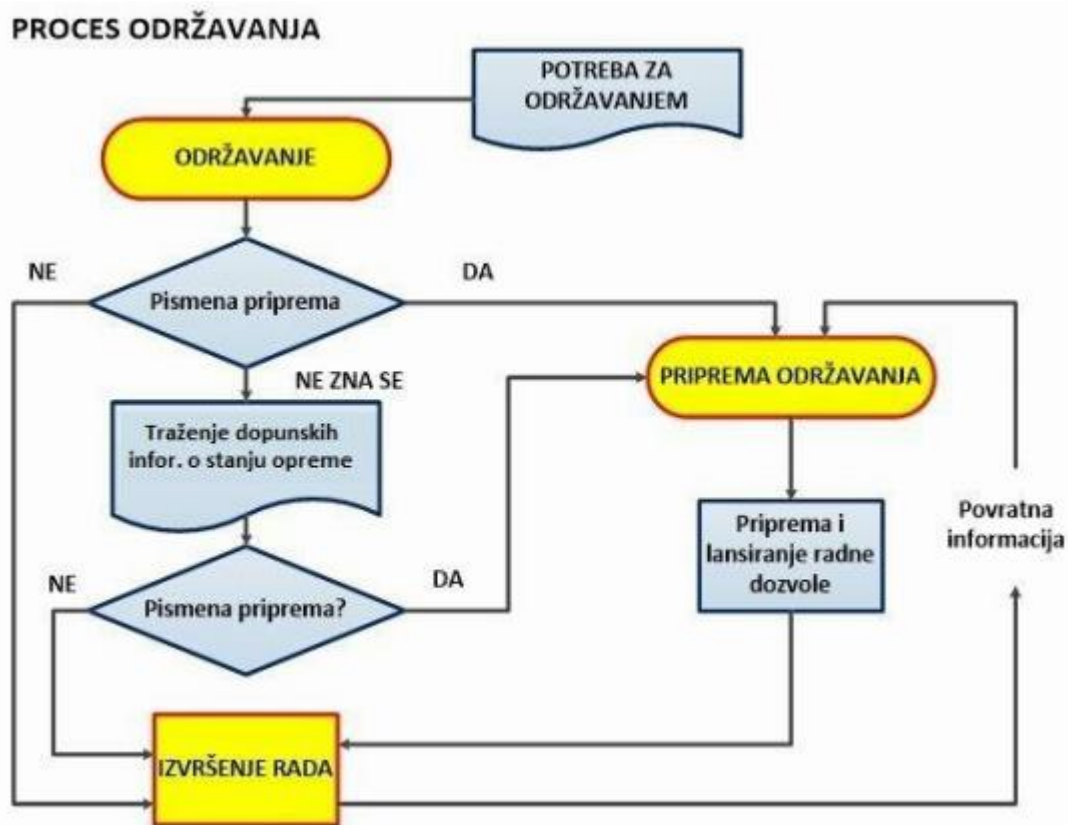 PROCES ODRŽAVANJA
POTREBA ZA
ODRŽAVANJEM
ODRŽAVANJE
NE
DA
Pismena priprema
PRIPREMA ODRŽAVANJA
NE ZNA SE
Traženje dopunskih
infor. o stanju opreme
Priprema i
lansiranje radne
dozvole
Povratna
informacija
NE
DA
Pismena priprema?
IZVRŠENJE RADA